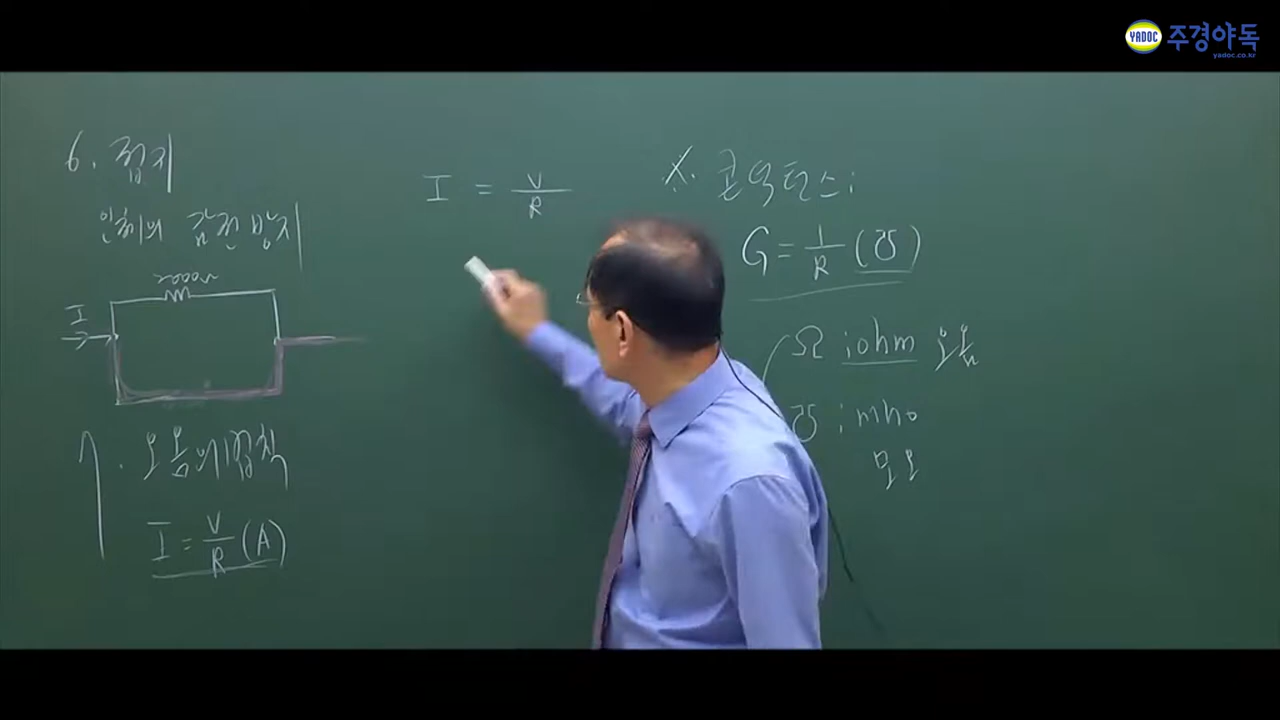 YADOC 주경야독
yadoc.co.kr
6. 접지
인체의 감전 방지
I
7. 오옴의 법칙
I = V/R (A)
I = V/R
※ 콘덕턴스 ;
G = 1/R (℧)
Ω ; ohm 오옴
℧ ; mho
모오